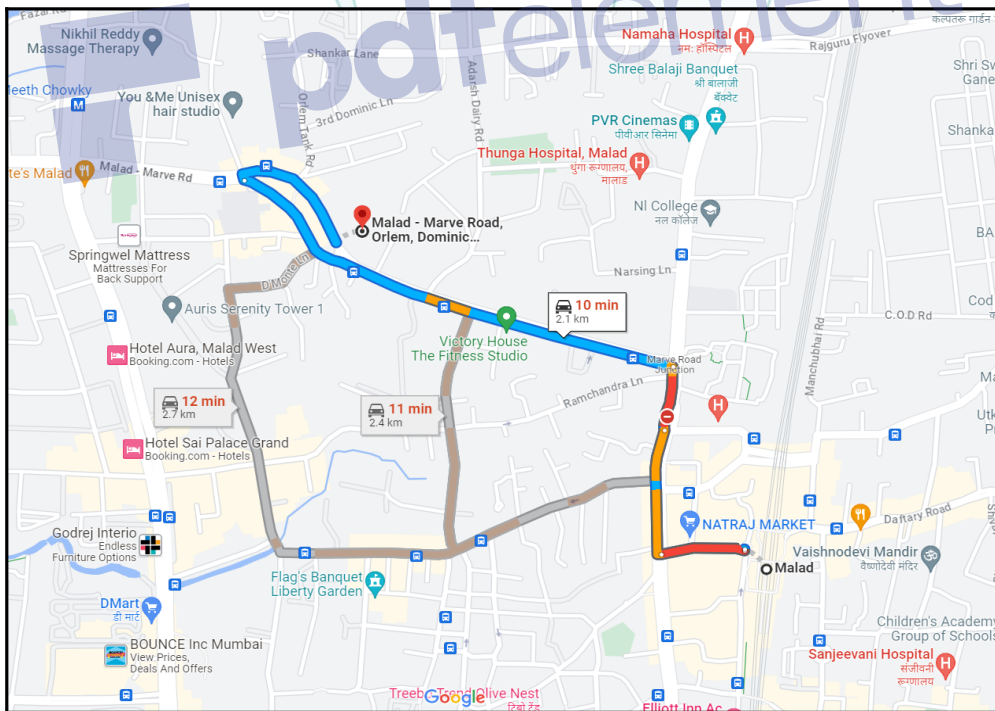 pdfelement
Fazal Rd
Nikhil Reddy
Massage Therapy
Shankar Lane
Namaha Hospital
नमः हॉस्पिटल
Rajguru Flyover
कल्पतरू गार्डन
Shree Balaji Banquet
श्री बालाजी
बँक्वेट
Shri Sw
Gane
eeth Chowky
You &Me Unisex
hair studio
Orlem Tank Rd
3rd Dominic Ln
Adarsh Dairy Rd
PVR Cinemas
पीवीआर सिनेमा
Shanka
Thunga Hospital, Malad
थुंगा रूग्णालय,
मालाड
te's Malad
Malad - Marve Rd
Nl College
नल कॉलेज
Malad - Marve Road,
Orlem, Dominic...
BA
Springwel Mattress
Mattresses For
Back Support
D Monte Ln
Narsing Ln
Auris Serenity Tower 1
10 min
2.1 km
Cod
C.O.D Rd
Manchubhai Rd
Victory House
The Fitness Studio
Hotel Aura, Malad West
Booking.com - Hotels
Marve Road
Junction
Ramchandra Ln
Ma
12 min
2.7 km
11 min
2.4 km
Utk
P
Hotel Sai Palace Grand
Booking.com - Hotels
NATRAJ MARKET
Daftary Road
Godrej Interio
Endless
Furniture Options
Vaishnodevi Mandir
वैष्णोदेवी मंदिर
Malad
Flag's Banquet
Liberty Garden
DMart
डी मार्ट
Children's Academy
Group of Schools
BOUNCE Inc Mumbai
View Prices,
Deals And Offers
Sanjeevani Hospital
संजीवनी
रूग्णालय
Treebo Trend Olive Nest
ट्रिबो ट्रेंड
Google
Elliott Inn Ac